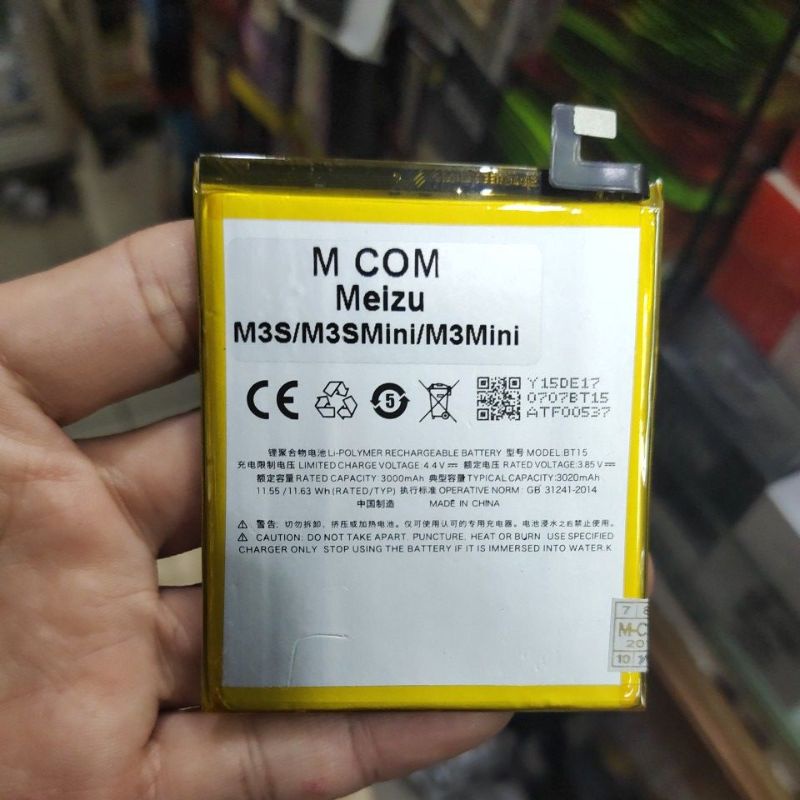 M COM
Meizu
M3S/M3SMini/M3Mini
CE
5
Y15DE17
0707BT15
ATF00537
锂聚合物电池 Li-POLYMER RECHARGEABLE BATTERY 型号 MODEL:BT15
充电限制电压 LIMITED CHARGE VOLTAGE: 4.4V 额定电压 RATED VOLTAGE:3.85V
额定容量 RATED CAPACITY: 3000mAh 典型容量 TYPICAL CAPACITY:3020mAh
11.55 / 11.63 Wh (RATED/TYP) 执行标准 OPERATIVE NORM : GB 31241-2014
中国制造 MADE IN CHINA
警告: 切勿拆卸、挤压或加热电池。仅可使用认可的专用充电器。电池浸水之后禁止使用。
CAUTION: DO NOT TAKE APART, PUNCTURE, HEAT OR BURN USE SPECIFIED
CHARGER ONLY STOP USING THE BATTERY IF IT IS IMMERSED INTO WATER.K
7
M-C
10